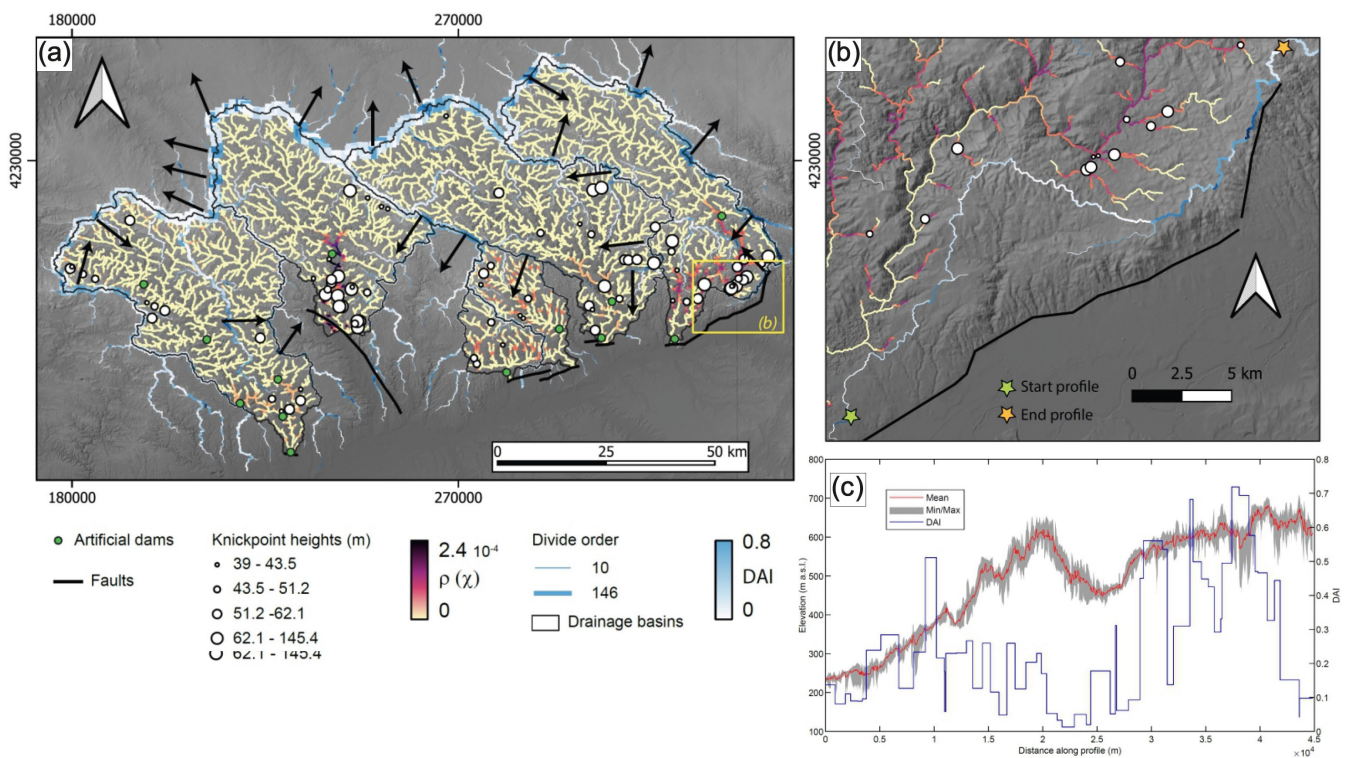 180000
270000
(a)
4230000
(b)
0
25
50 km
180000
270000
(b)
4230000
Start profile
End profile
0
2.5
5 km
Artificial dams
Faults
Knickpoint heights (m)
39 - 43.5
43.5 - 51.2
51.2 -62.1
62.1 - 145.4
62.1 - 145.4
2.4 10⁻⁴
ρ (χ)
0
Divide order
10
146
Drainage basins
0.8
DAI
0
(c)
Mean
Min/Max
DAI
800
700
600
500
400
300
200
100
Elevation (m a.s.l.)
0.8
0.7
0.6
0.5
0.4
0.3
0.2
0.1
0
DAI
0
0.5
1
1.5
2
2.5
3
3.5
4
4.5
×10⁴
Distance along profile (m)